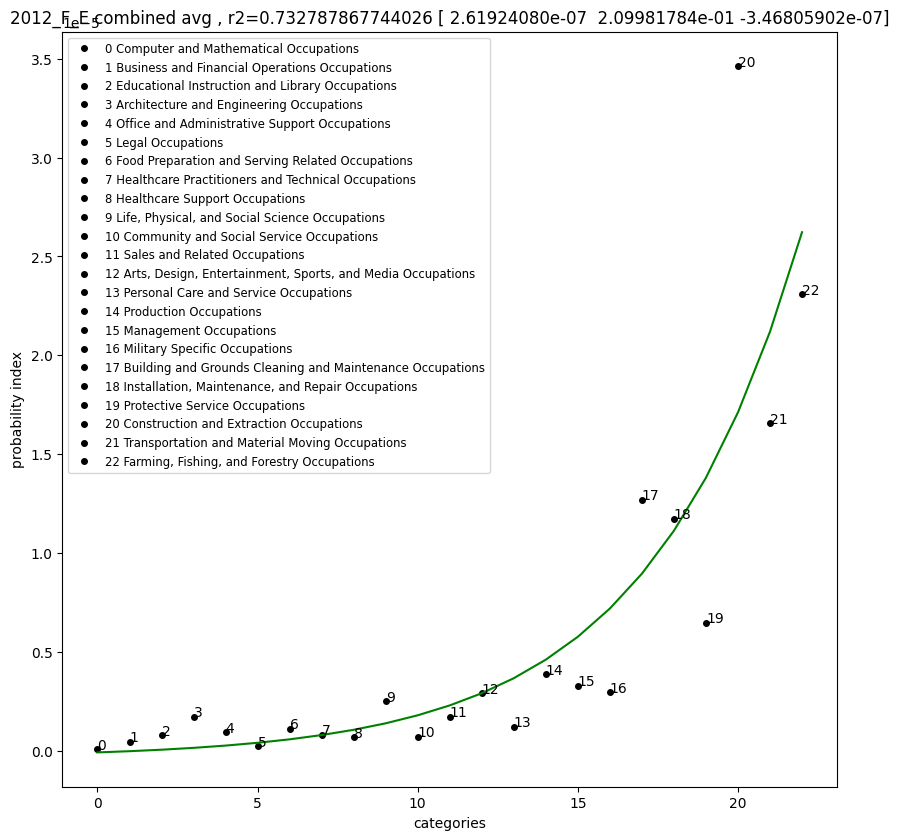 2012_F-E combined avg , r2=0.732787867744026 [ 2.61924080e-07 2.09981784e-01 -3.46805902e-07]
1e-5
0 Computer and Mathematical Occupations
1 Business and Financial Operations Occupations
2 Educational Instruction and Library Occupations
3 Architecture and Engineering Occupations
4 Office and Administrative Support Occupations
5 Legal Occupations
6 Food Preparation and Serving Related Occupations
7 Healthcare Practitioners and Technical Occupations
8 Healthcare Support Occupations
9 Life, Physical, and Social Science Occupations
10 Community and Social Service Occupations
11 Sales and Related Occupations
12 Arts, Design, Entertainment, Sports, and Media Occupations
13 Personal Care and Service Occupations
14 Production Occupations
15 Management Occupations
16 Military Specific Occupations
17 Building and Grounds Cleaning and Maintenance Occupations
18 Installation, Maintenance, and Repair Occupations
19 Protective Service Occupations
20 Construction and Extraction Occupations
21 Transportation and Material Moving Occupations
22 Farming, Fishing, and Forestry Occupations
3.5
3.0
2.5
2.0
1.5
1.0
0.5
0.0
probability index
0
1
2
3
4
5
6
7
8
9
10
11
12
13
14
15
16
17
18
19
20
21
22
0 5 10 15 20
categories